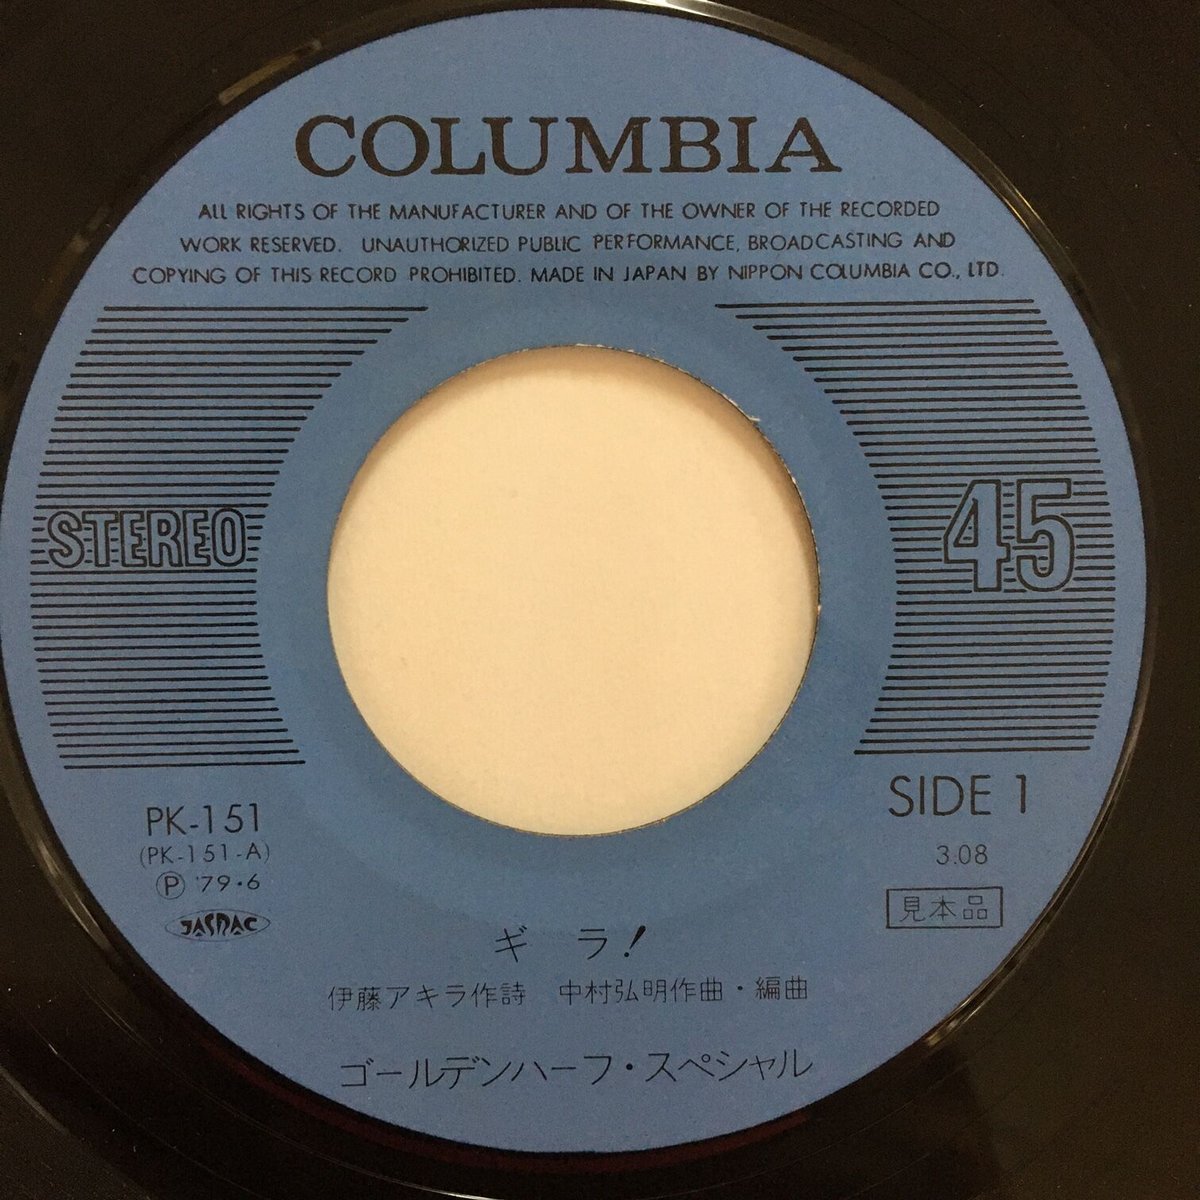 COLUMBIA
ALL RIGHTS OF THE MANUFACTURER AND OF THE OWNER OF THE RECORDED
WORK RESERVED. UNAUTHORIZED PUBLIC PERFORMANCE, BROADCASTING AND
COPYING OF THIS RECORD PROHIBITED. MADE IN JAPAN BY NIPPON COLUMBIA CO., LTD.
STEREO
45
PK-151
(PK-151-A)
Ⓟ '79・6
JASRAC
SIDE 1
3.08
見本品
ギラ!
伊藤アキラ作詩 中村弘明作曲・編曲
ゴールデンハーフ・スペシャル